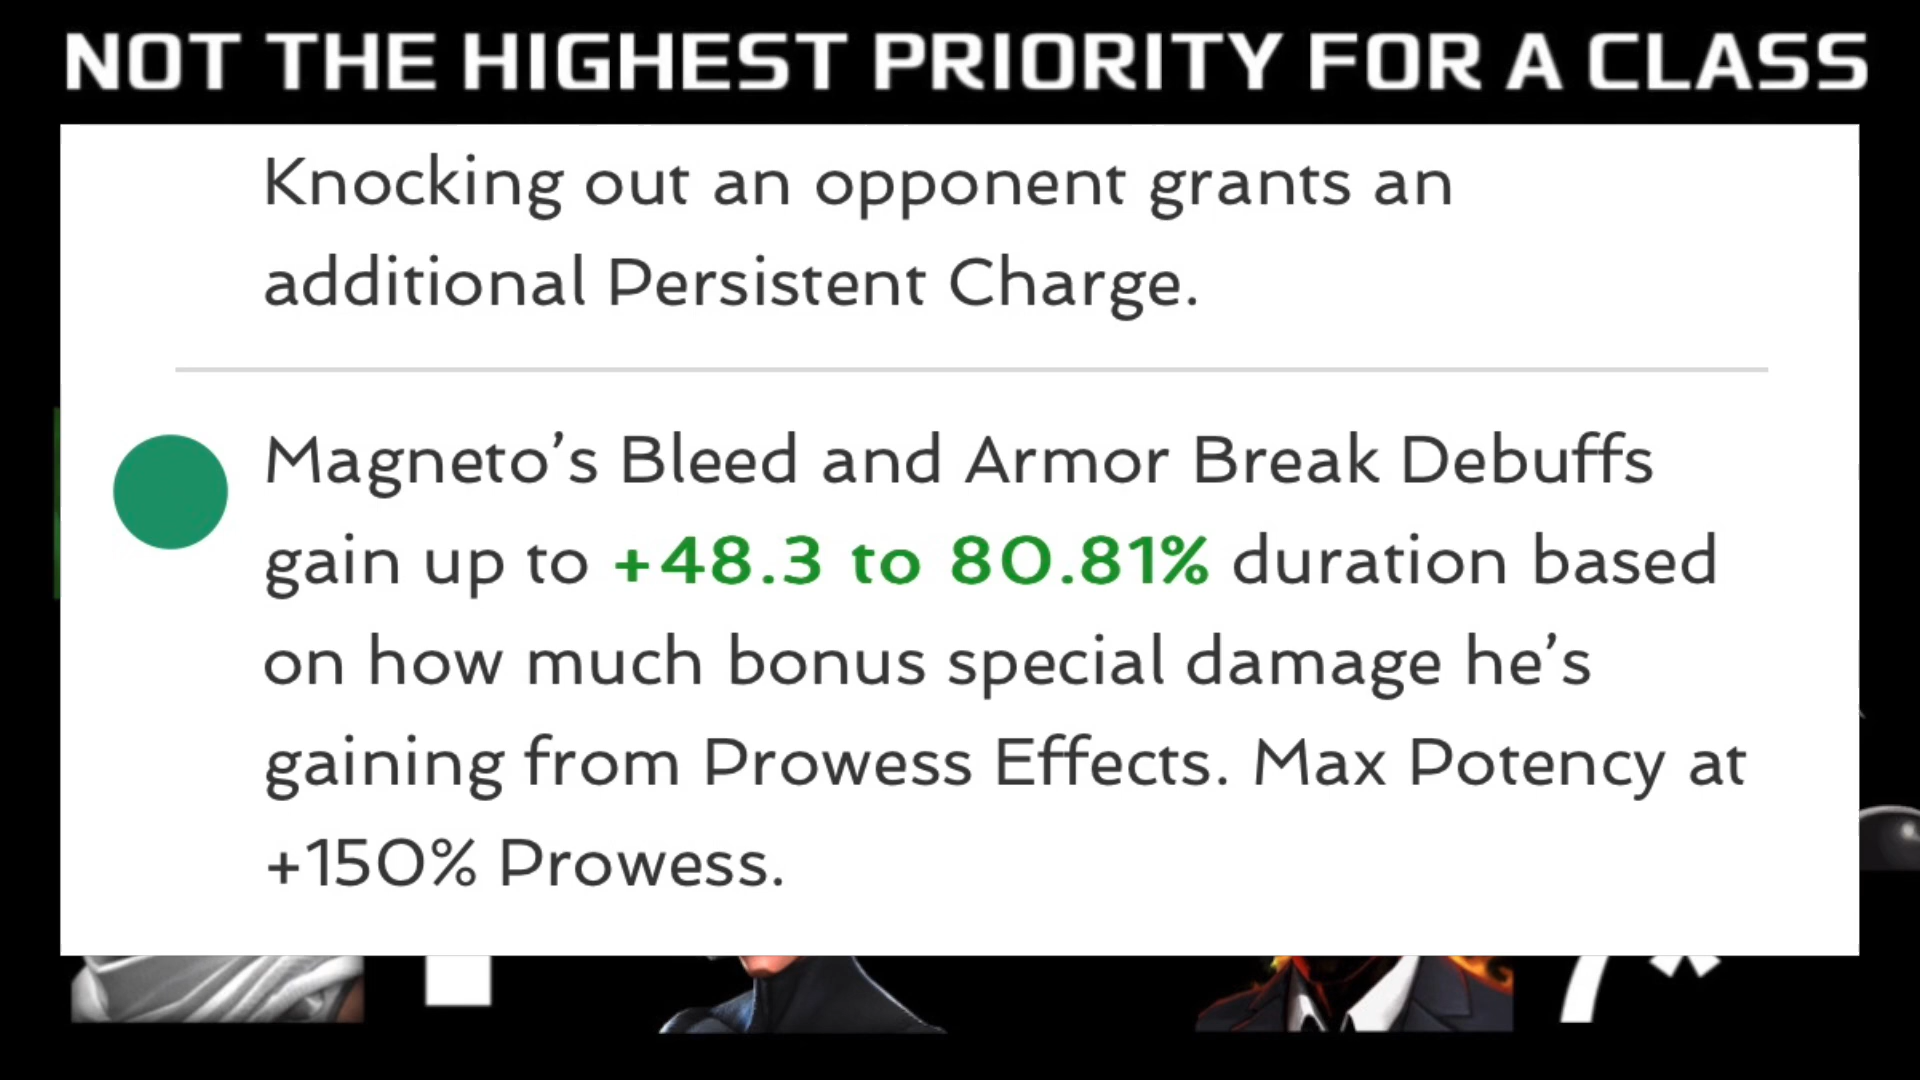 NOT THE HIGHEST PRIORITY FOR A CLASS
Knocking out an opponent grants an
additional Persistent Charge.
Magneto’s Bleed and Armor Break Debuffs
gain up to +48.3 to 80.81% duration based
on how much bonus special damage he’s
gaining from Prowess Effects. Max Potency at
+150% Prowess.